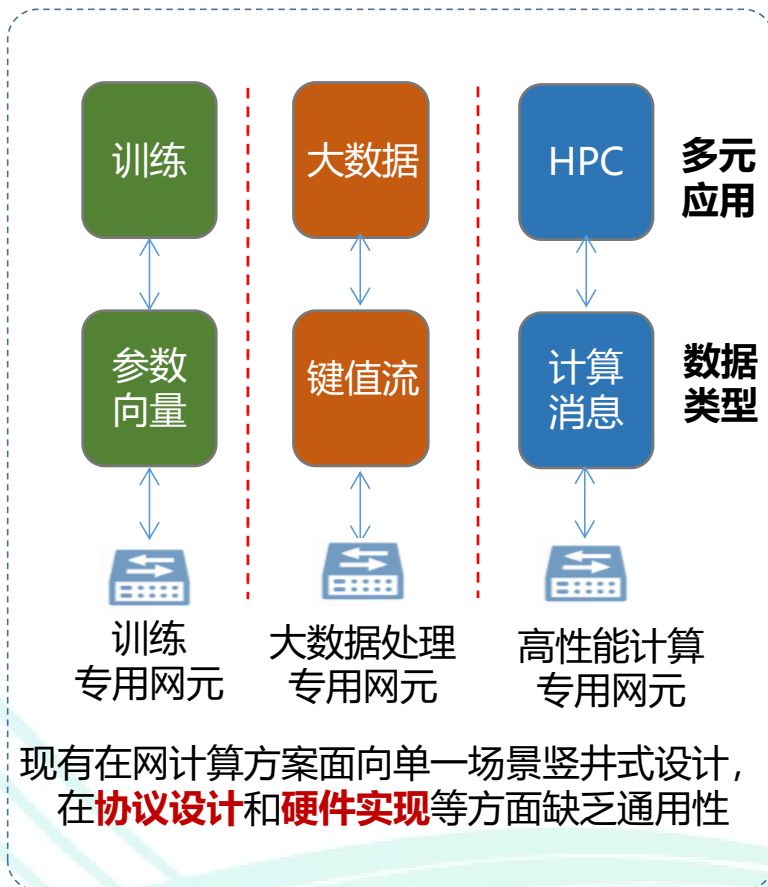 训练
大数据
HPC
多元
应用
参数
向量
键值流
计算
消息
数据
类型
训练
专用网元
大数据处理
专用网元
高性能计算
专用网元
现有在网计算方案面向单一场景竖井式设计，
在协议设计和硬件实现等方面缺乏通用性